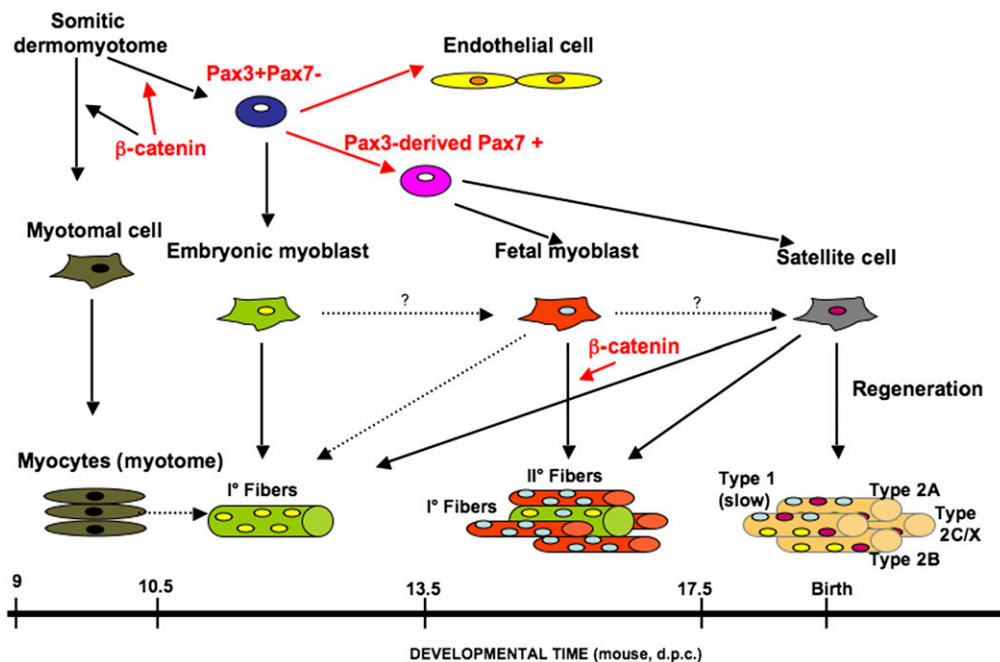 Somitic
dermomyotome
Endothelial cell
Pax3+Pax7-
β-catenin
Pax3-derived Pax7 +
Myotomal cell
Embryonic myoblast
Fetal myoblast
Satellite cell
?
?
β-catenin
Regeneration
Myocytes (myotome)
I° Fibers
II° Fibers
I° Fibers
Type 1
(slow)
Type 2A
Type
2C/X
Type 2B
9
10.5
13.5
17.5
Birth
DEVELOPMENTAL TIME (mouse, d.p.c.)